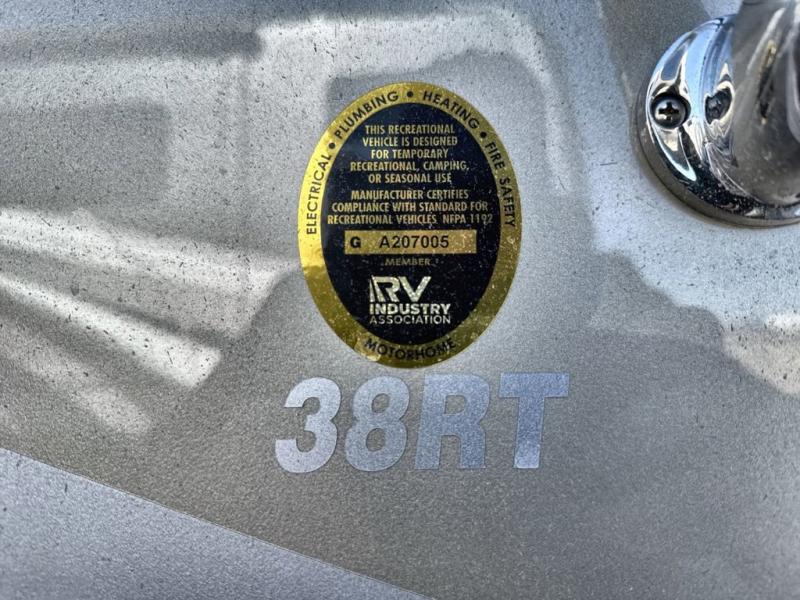 ELECTRICAL • PLUMBING • HEATING • FIRE SAFETY
THIS RECREATIONAL
VEHICLE IS DESIGNED
FOR TEMPORARY
RECREATIONAL, CAMPING,
OR SEASONAL USE
MANUFACTURER CERTIFIES
COMPLIANCE WITH STANDARD FOR
RECREATIONAL VEHICLES NFPA 1192
G A207005
MEMBER
RV
INDUSTRY
ASSOCIATION
MOTORHOME
38RT